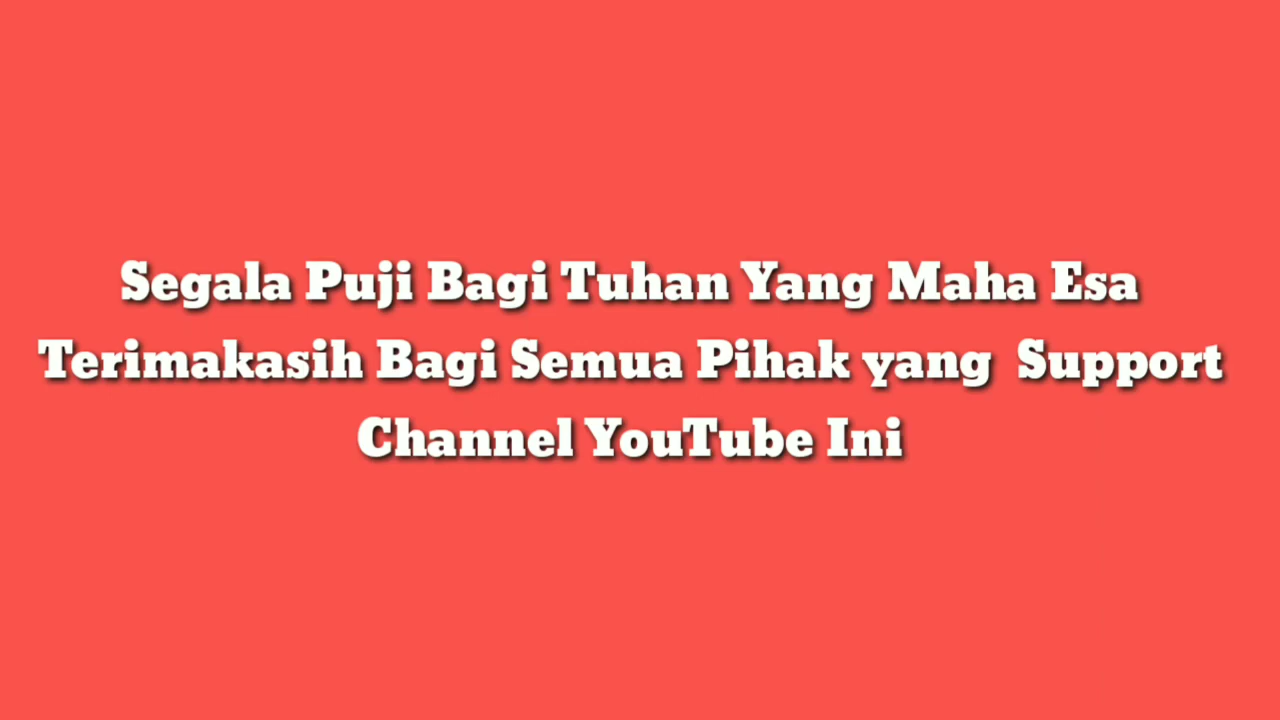 Segala Puji Bagi Tuhan Yang Maha Esa
Terimakasih Bagi Semua Pihak yang  Support
Channel YouTube Ini